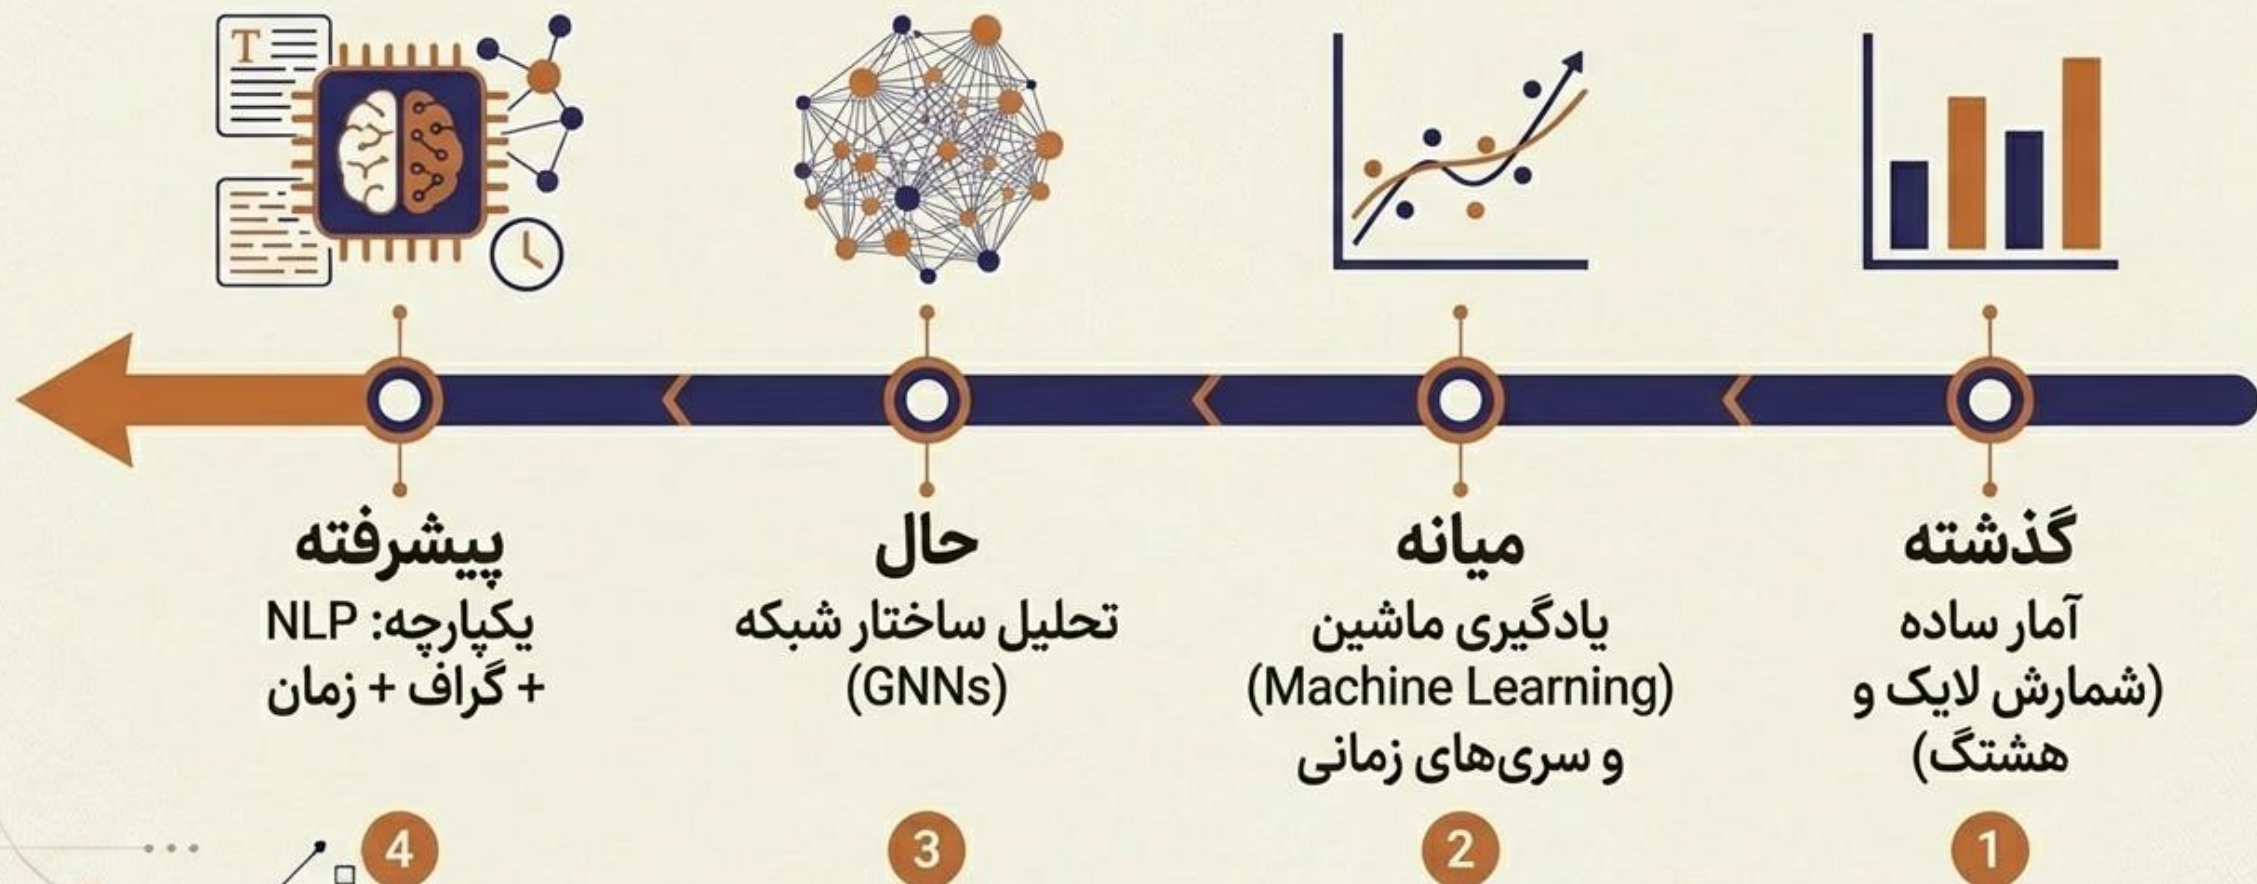 گذشته
آمار ساده
(شمارش لایک و
هشتگ)
1
میانه
یادگیری ماشین
(Machine Learning)
و سری‌های زمانی
2
حال
تحلیل ساختار شبکه
(GNNs)
3
T
پیشرفته
یکپارچه: NLP
+ گراف + زمان
4